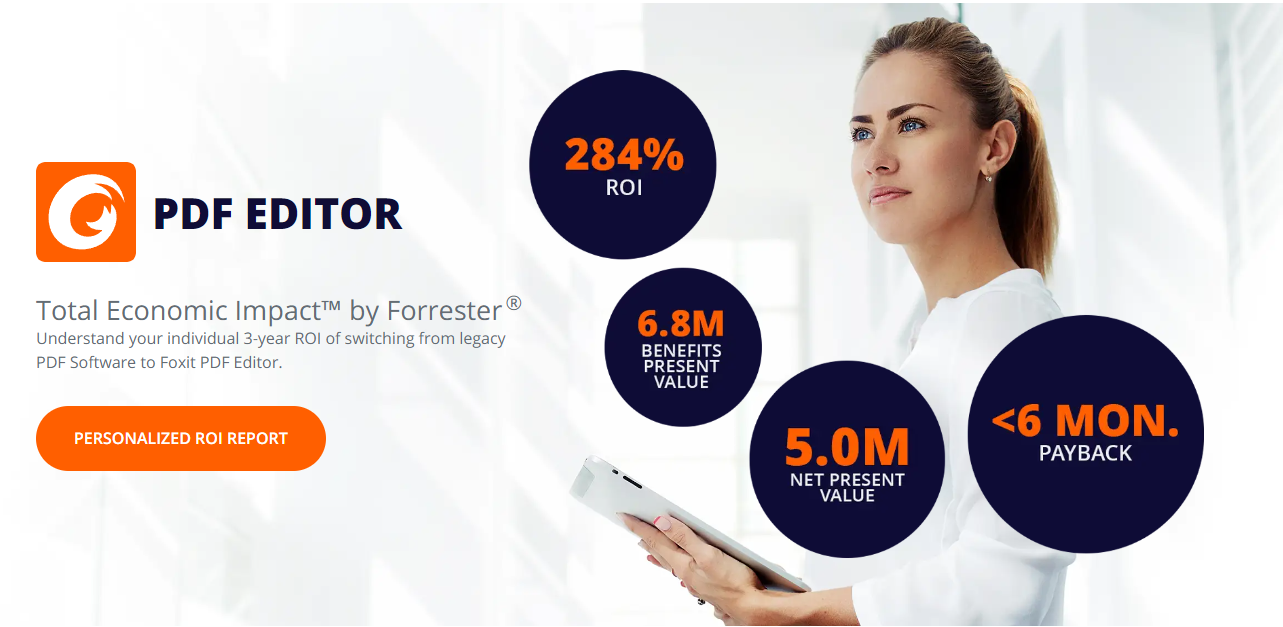 PDF EDITOR
Total Economic Impact™ by Forrester®
Understand your individual 3-year ROI of switching from legacy
PDF Software to Foxit PDF Editor.
PERSONALIZED ROI REPORT
284%
ROI
6.8M
BENEFITS
PRESENT
VALUE
5.0M
NET PRESENT
VALUE
<6 MON.
PAYBACK